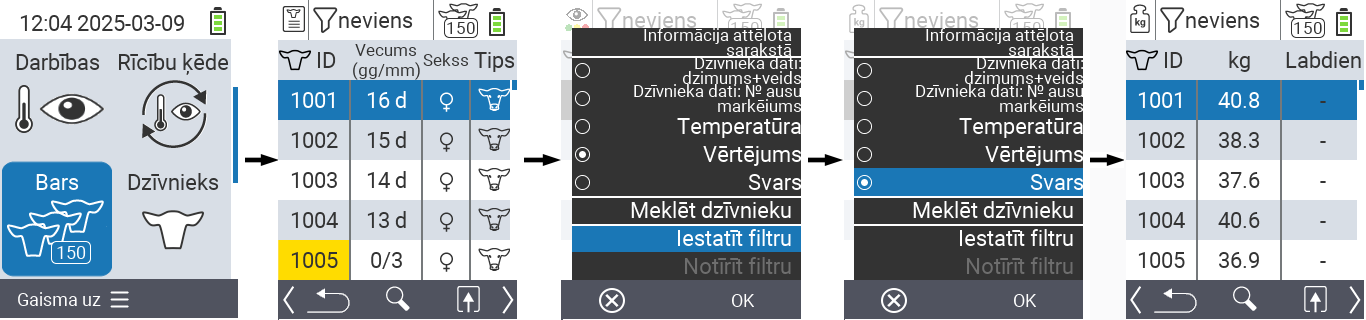 12:04 2025-03-09
Darbības Rīcību ķēde
Bars Dzīvnieks
150
Gaisma uz
neviens 150
ID Vecums (gg/mm) Sekss Tips
1001 16 d ♀
1002 15 d ♀
1003 14 d ♀
1004 13 d ♀
1005 0/3 ♀
neviens 150
Informācija attēlota
sarakstā
Dzīvnieka dati:
dzimums+veids
Dzīvnieka dati: № ausu
markējums
Temperatūra
Vērtējums
Svars
Meklēt dzīvnieku
Iestatīt filtru
Notīrīt filtru
OK
kg neviens 150
Informācija attēlota
sarakstā
Dzīvnieka dati:
dzimums+veids
Dzīvnieka dati: № ausu
markējums
Temperatūra
Vērtējums
Svars
Meklēt dzīvnieku
Iestatīt filtru
Notīrīt filtru
OK
kg neviens 150
ID kg Labdien
1001 40.8 -
1002 38.3 -
1003 37.6 -
1004 40.6 -
1005 36.9 -